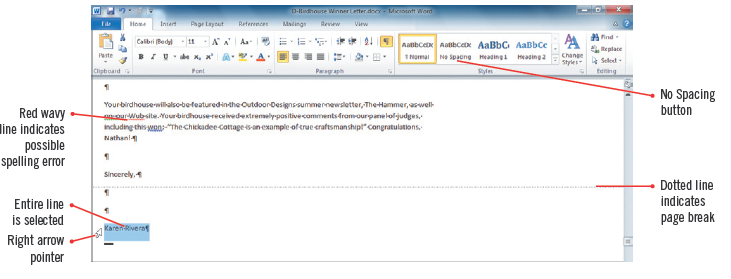 D-Birdhouse Winner Letter.docx - Microsoft Word
File Home Insert Page Layout References Mailings Review View
Calibri (Body) 11
Paste
Clipboard Font Paragraph Styles Editing
AaBbCcDc AaBbCcDc AaBbCc AaBbCc
¶ Normal No Spacing Heading 1 Heading 2
Change Styles
Find
Replace
Select
¶
Your birdhouse will also be featured in the Outdoor Designs summer newsletter, The Hammer, as well
on our Web site. Your birdhouse received extremely positive comments from our panel of judges,
including this won: "The Chickadee Cottage is an example of true craftsmanship!" Congratulations,
Nathan! ¶
¶
Sincerely, ¶
¶
¶
Karen Rivera¶
Red wavy
line indicates
possible
spelling error
Entire line
is selected
Right arrow
pointer
No Spacing
button
Dotted line
indicates
page break